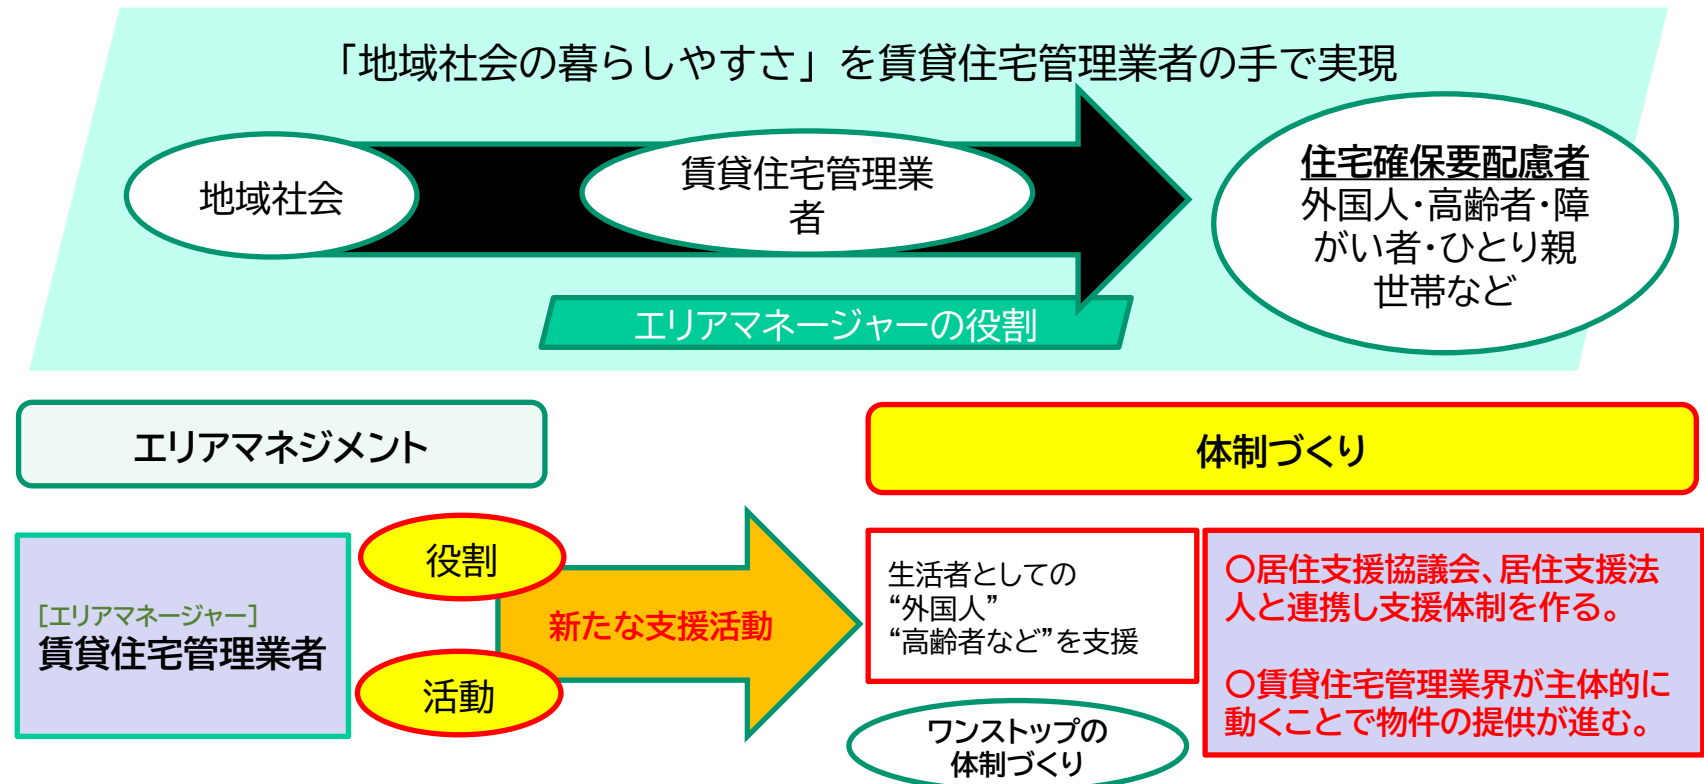 「地域社会の暮らしやすさ」を賃貸住宅管理業者の手で実現
地域社会
賃貸住宅管理業
者
住宅確保要配慮者
外国人・高齢者・障
がい者・ひとり親
世帯など
エリアマネージャーの役割
エリアマネジメント
体制づくり
[エリアマネージャー]
賃貸住宅管理業者
役割
活動
新たな支援活動
生活者としての
“外国人”
“高齢者など”を支援
ワンストップの
体制づくり
〇居住支援協議会、居住支援法
人と連携し支援体制を作る。
〇賃貸住宅管理業界が主体的に
動くことで物件の提供が進む。